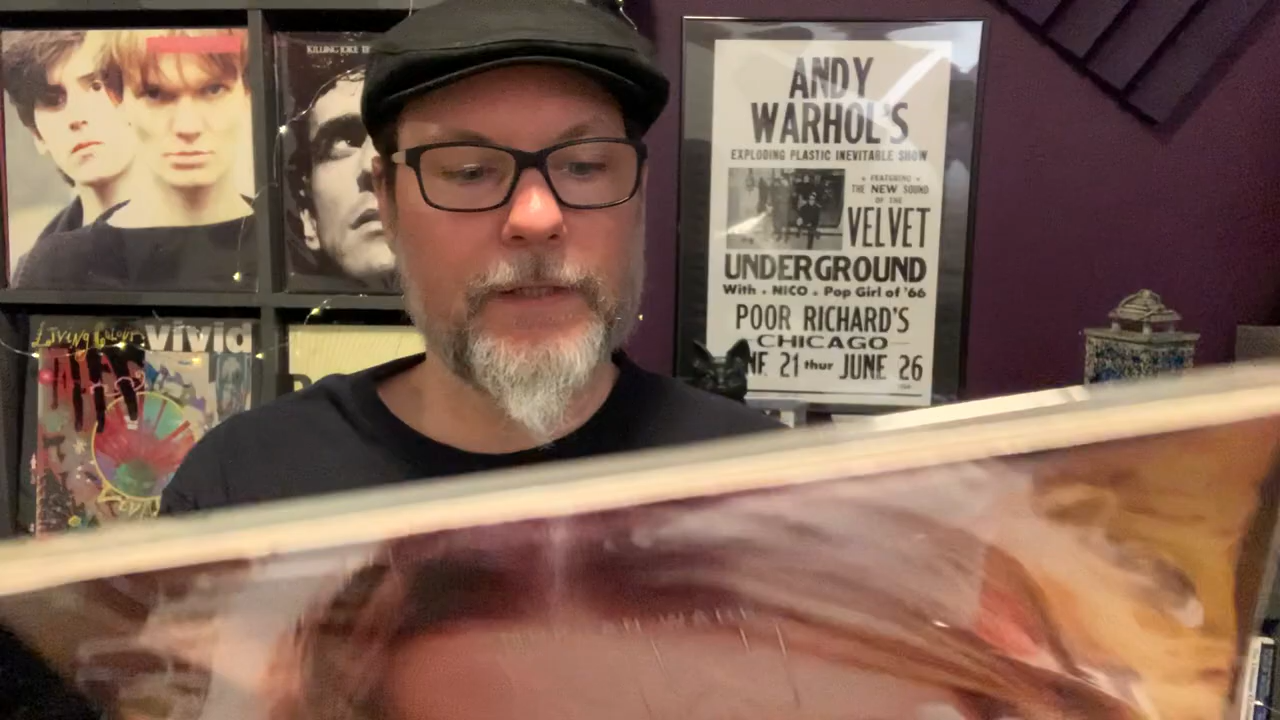 KILLING JOKE
LIVING COLOUR
Vivid
ANDY
WARHOL'S
EXPLODING PLASTIC INEVITABLE SHOW
FEATURING
THE NEW SOUND
OF THE
VELVET
UNDERGROUND
With • NICO • Pop Girl of '66
POOR RICHARD'S
CHICAGO
NE 21 thur JUNE 26